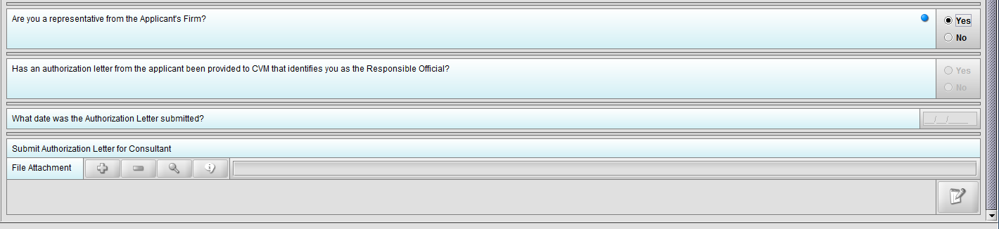 Are you a representative from the Applicant's Firm?
Yes
No
Has an authorization letter from the applicant been provided to CVM that identifies you as the Responsible Official?
Yes
No
What date was the Authorization Letter submitted?
__/__/____
Submit Authorization Letter for Consultant
File Attachment